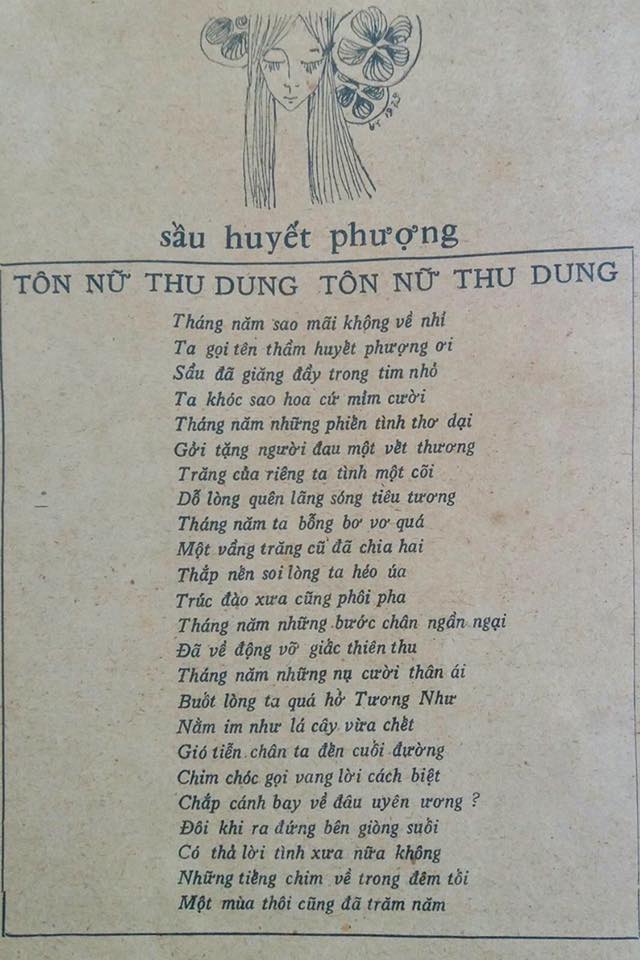 sầu huyết phượng
TÔN NỮ THU DUNG TÔN NỮ THU DUNG
Tháng năm sao mãi không về nhỉ
Ta gọi tên thầm huyết phượng ơi
Sầu đã giăng đầy trong tim nhỏ
Ta khóc sao hoa cứ mỉm cười
Tháng năm những phiến tình thơ dại
Gởi tặng người đau một vết thương
Trăng của riêng ta tình một cõi
Dỗ lòng quên lãng sóng tiêu tương
Tháng năm ta bỗng bơ vơ quá
Một vầng trăng cũ đã chia hai
Thắp nến soi lòng ta héo úa
Trúc đào xưa cũng phôi pha
Tháng năm những bước chân ngần ngại
Đã về động vỡ giấc thiên thu
Tháng năm những nụ cười thân ái
Buốt lòng ta quá hở Tương Như
Nằm im như lá cây vừa chết
Gió tiễn chân ta đến cuối đường
Chim chóc gọi vang lời cách biệt
Chắp cánh bay về đâu uyên ương ?
Đôi khi ra đứng bên giòng suối
Có thả lời tình xưa nữa không
Những tiếng chim về trong đêm tối
Một mùa thôi cũng đã trăm năm